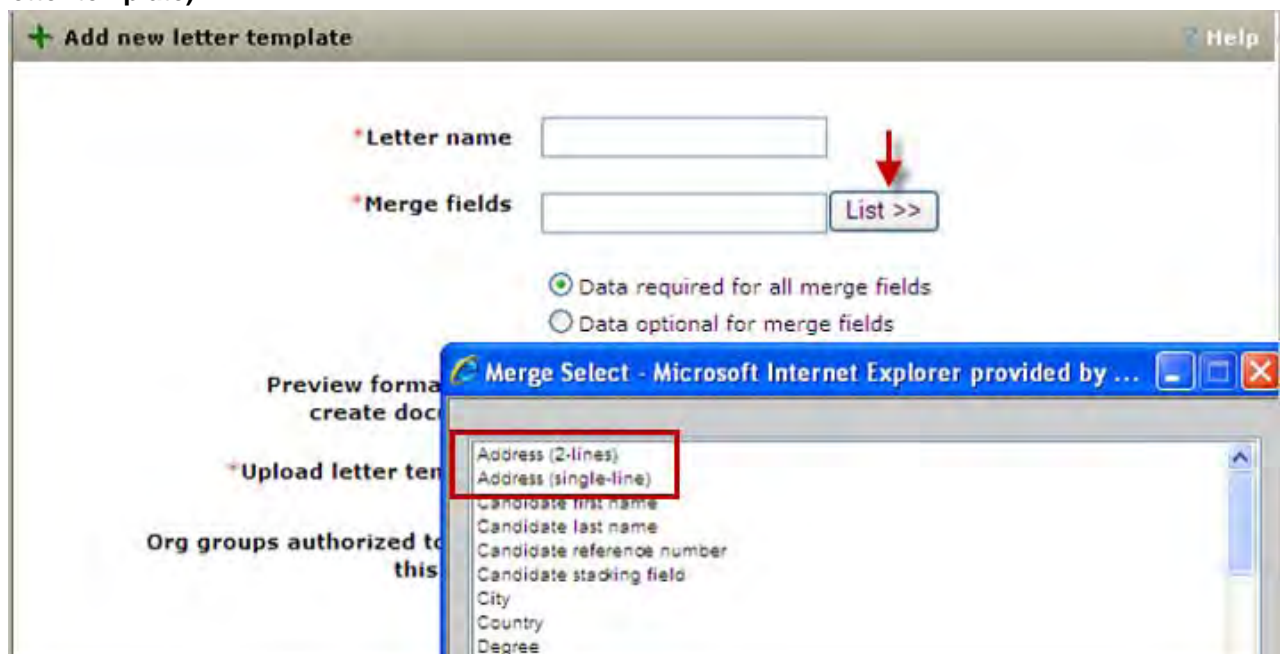 Add new letter template
Help
*Letter name
*Merge fields
List >>
Data required for all merge fields
Data optional for merge fields
Merge Select - Microsoft Internet Explorer provided by ...
Preview forma
create doc
*Upload letter ten
Org groups authorized to
this
Address (2-lines)
Address (single-line)
Candidate first name
Candidate last name
Candidate reference number
Candidate stacking field
City
Country
Degree